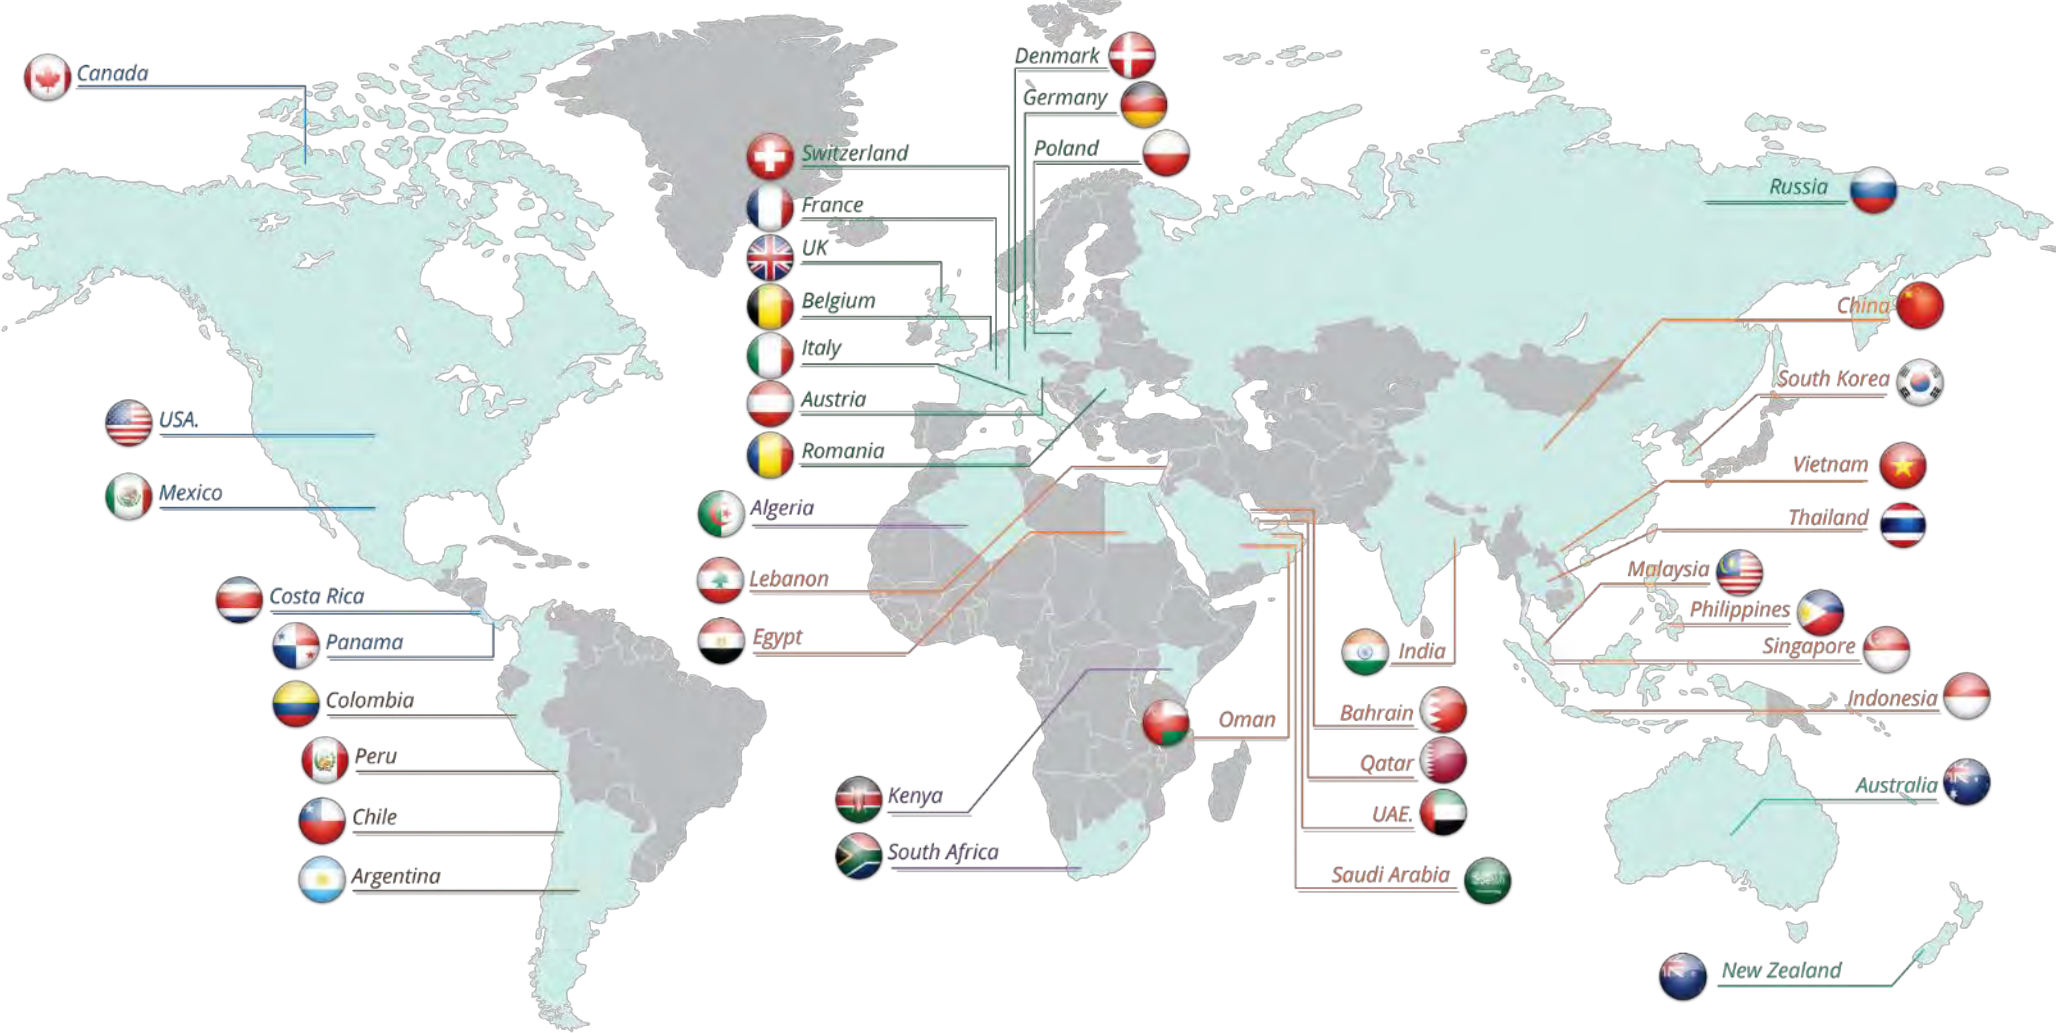 Canada
USA.
Mexico
Costa Rica
Panama
Colombia
Peru
Chile
Argentina
Denmark
Germany
Poland
Switzerland
France
UK
Belgium
Italy
Austria
Romania
Algeria
Lebanon
Egypt
Kenya
South Africa
Russia
China
South Korea
Vietnam
Thailand
Malaysia
Philippines
Singapore
Indonesia
India
Oman
Bahrain
Qatar
UAE.
Saudi Arabia
Australia
New Zealand